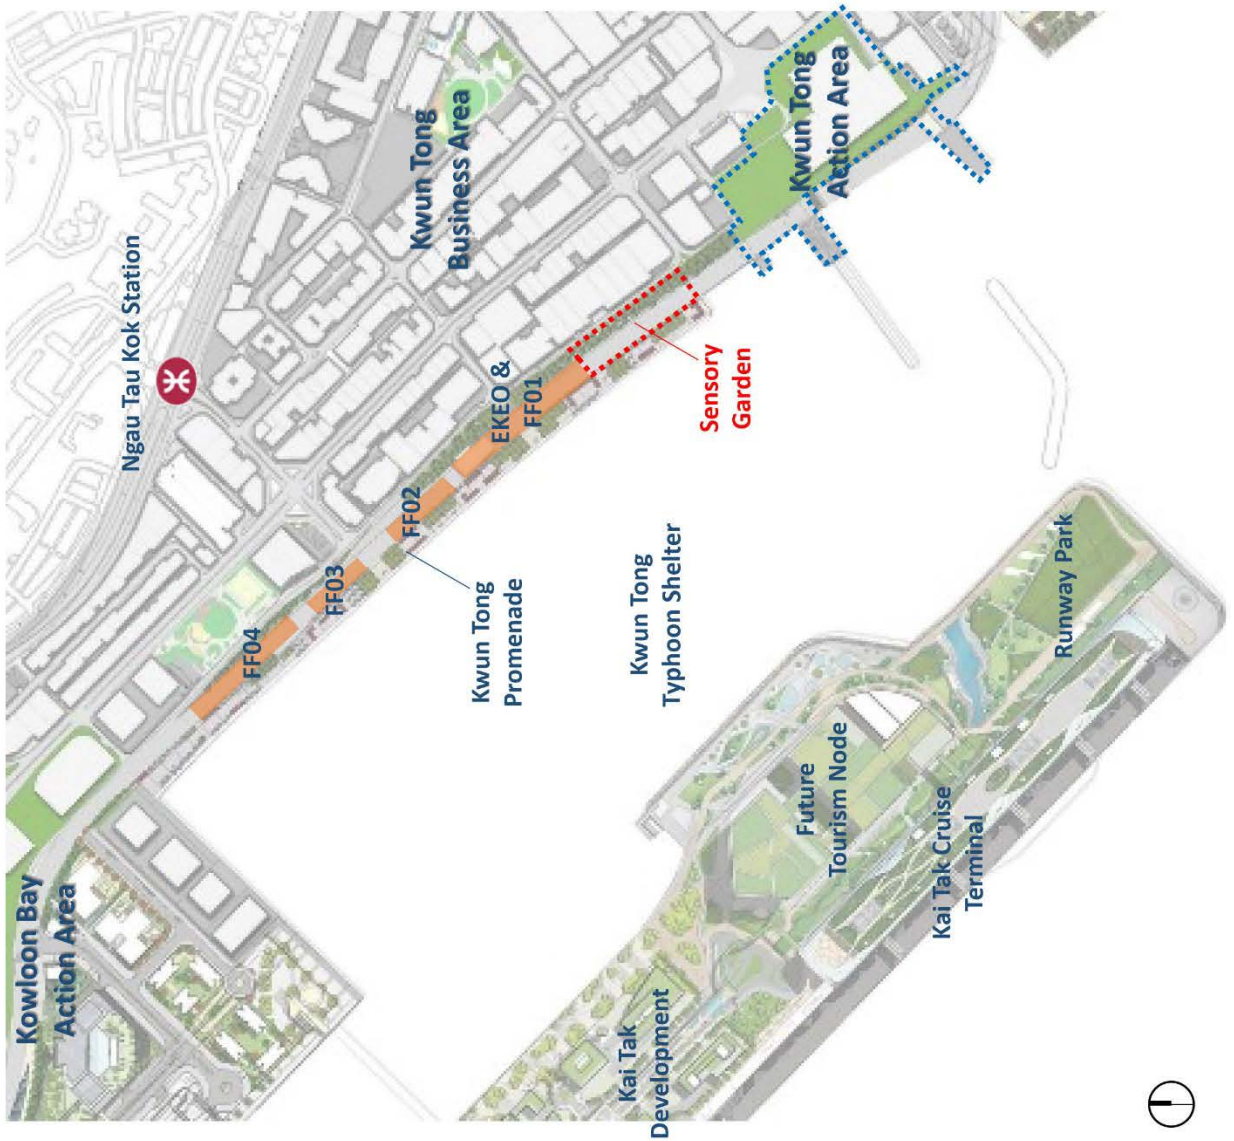 Ngau Tau Kok Station
Kwun Tong
Business Area
Kwun Tong
Action Area
EKEO &
FF01
Sensory
Garden
FF02
FF03
FF04
Kwun Tong
Promenade
Kwun Tong
Typhoon Shelter
Kowloon Bay
Action Area
Runway Park
Future
Tourism Node
Kai Tak Cruise
Terminal
Kai Tak
Development